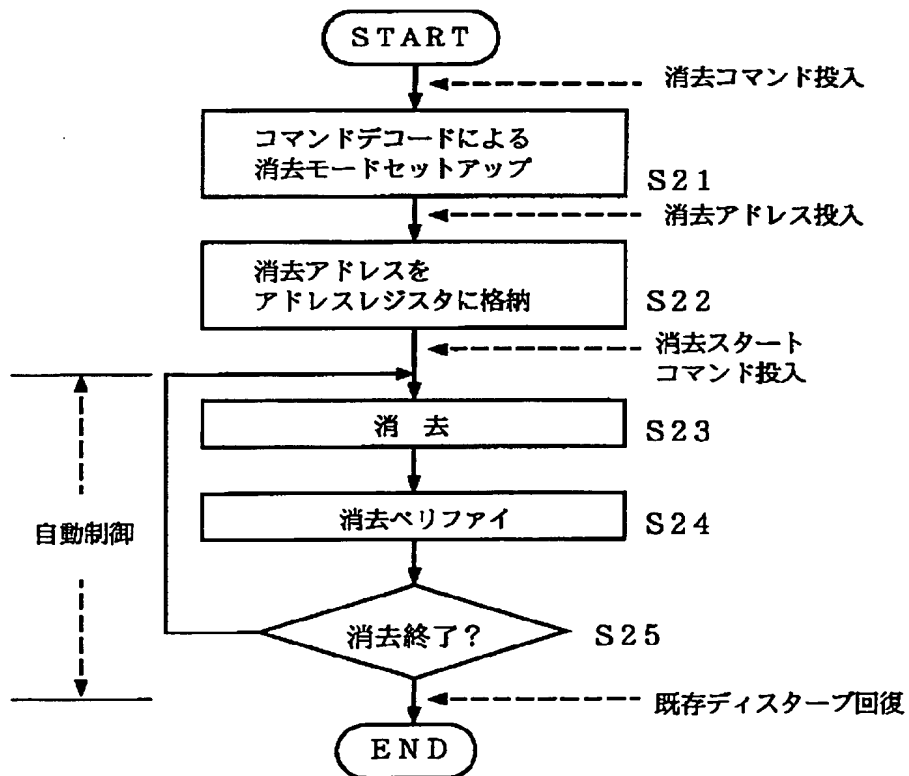 START
消去コマンド投入
コマンドデコードによる
消去モードセットアップ
S21
消去アドレス投入
消去アドレスを
アドレスレジスタに格納
S22
消去スタート
コマンド投入
消 去
S23
消去ベリファイ
S24
自動制御
消去終了?
S25
既存ディスターブ回復
END